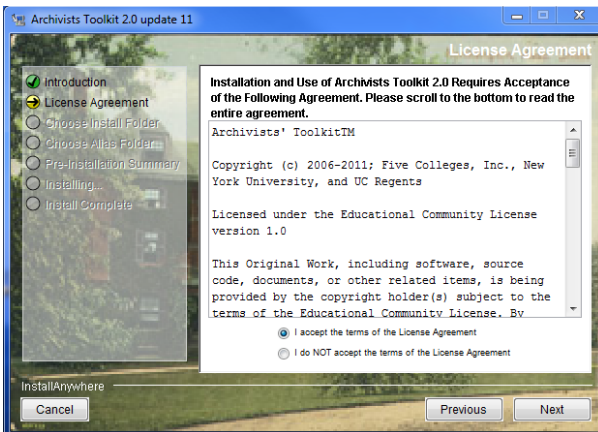 Archivists Toolkit 2.0 update 11
License Agreement
Introduction
License Agreement
Choose Install Folder
Choose Alias Folder...
Pre-Installation Summary
Installing...
Install Complete
Installation and Use of Archivists Toolkit 2.0 Requires Acceptance
of the Following Agreement. Please scroll to the bottom to read the
entire agreement.
Archivists' ToolkitTM
Copyright (c) 2006-2011; Five Colleges, Inc., New
York University, and UC Regents
Licensed under the Educational Community License
version 1.0
This Original Work, including software, source
code, documents, or other related items, is being
provided by the copyright holder(s) subject to the
terms of the Educational Community License. By
I accept the terms of the License Agreement
I do NOT accept the terms of the License Agreement
InstallAnywhere
Cancel
Previous
Next